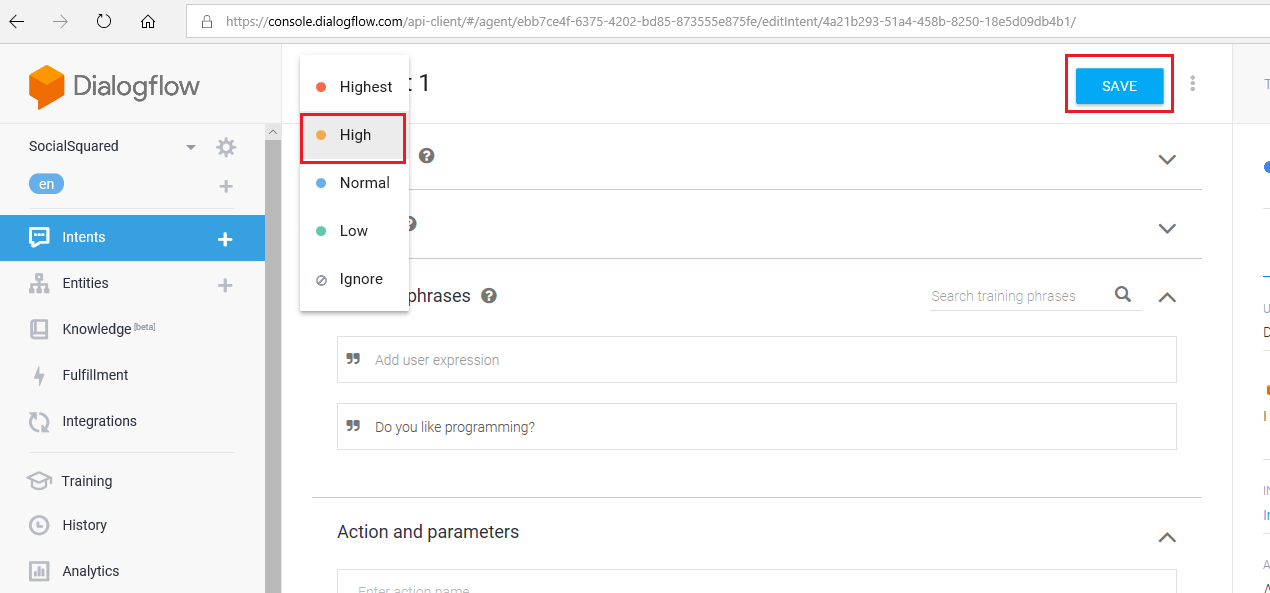 https://console.dialogflow.com/api-client/#/agent/ebb7ce4f-6375-4202-bd85-873555e875fe/editIntent/4a21b293-51a4-458b-8250-18e5d09db4b1/
Dialogflow
Highest
1
SAVE
High
SocialSquared
en
Normal
Intents
Low
Entities
Ignore
phrases
Search training phrases
Knowledge [beta]
Add user expression
Fulfillment
Integrations
Do you like programming?
Training
History
Action and parameters
Analytics
Enter action name